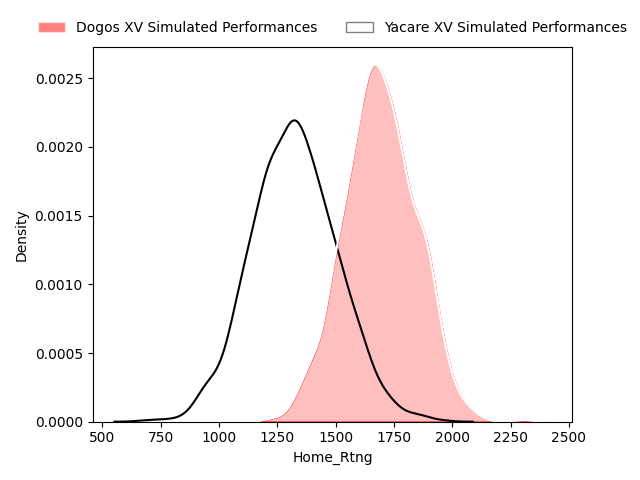 Dogos XV Simulated Performances
Yacare XV Simulated Performances
0.0025
0.0020
0.0015
0.0010
0.0005
0.0000
Density
500 750 1000 1250 1500 1750 2000 2250 2500
Home_Rtng